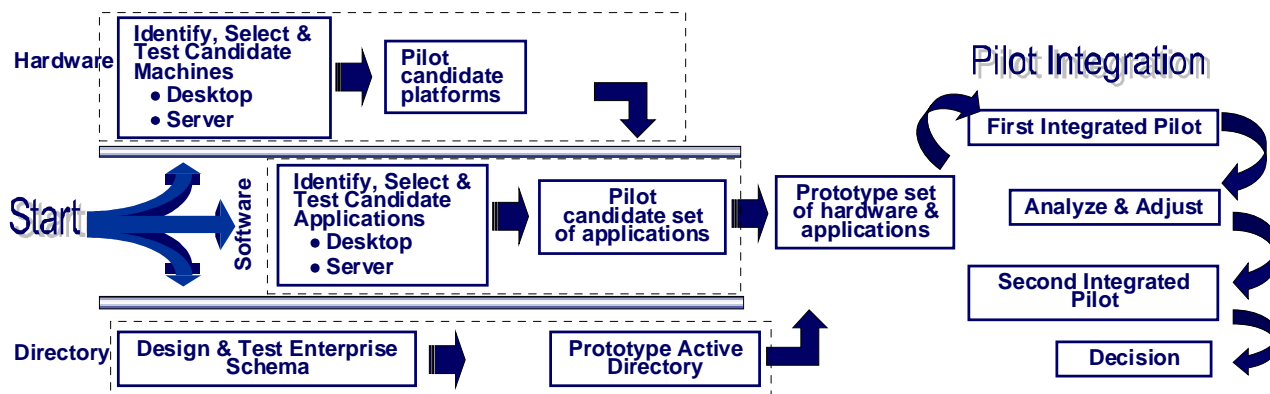 Hardware
Identify, Select &
Test Candidate
Machines
● Desktop
● Server
Pilot
candidate
platforms
Start
Software
Identify, Select &
Test Candidate
Applications
● Desktop
● Server
Pilot
candidate set
of applications
Prototype set
of hardware &
applications
Directory
Design & Test Enterprise
Schema
Prototype Active
Directory
Pilot Integration
First Integrated Pilot
Analyze & Adjust
Second Integrated
Pilot
Decision